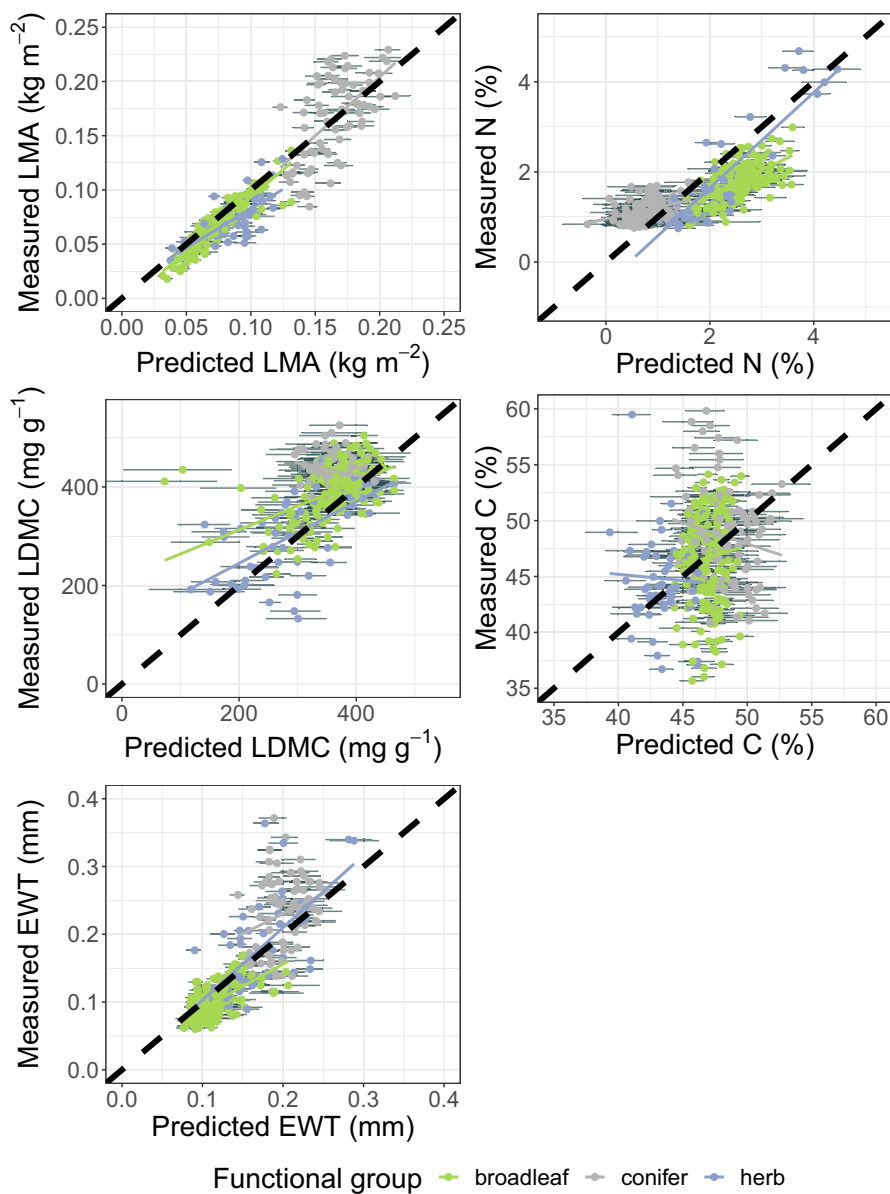 0.25
0.20
0.15
0.10
0.05
0.00
Measured LMA (kg m−2)
0.00 0.05 0.10 0.15 0.20 0.25
Predicted LMA (kg m−2)
4
2
0
Measured N (%)
0 2 4
Predicted N (%)
400
200
0
Measured LDMC (mg g−1)
0 200 400
Predicted LDMC (mg g−1)
60
55
50
45
40
35
Measured C (%)
35 40 45 50 55 60
Predicted C (%)
0.4
0.3
0.2
0.1
0.0
Measured EWT (mm)
0.0 0.1 0.2 0.3 0.4
Predicted EWT (mm)
Functional group broadleaf conifer herb